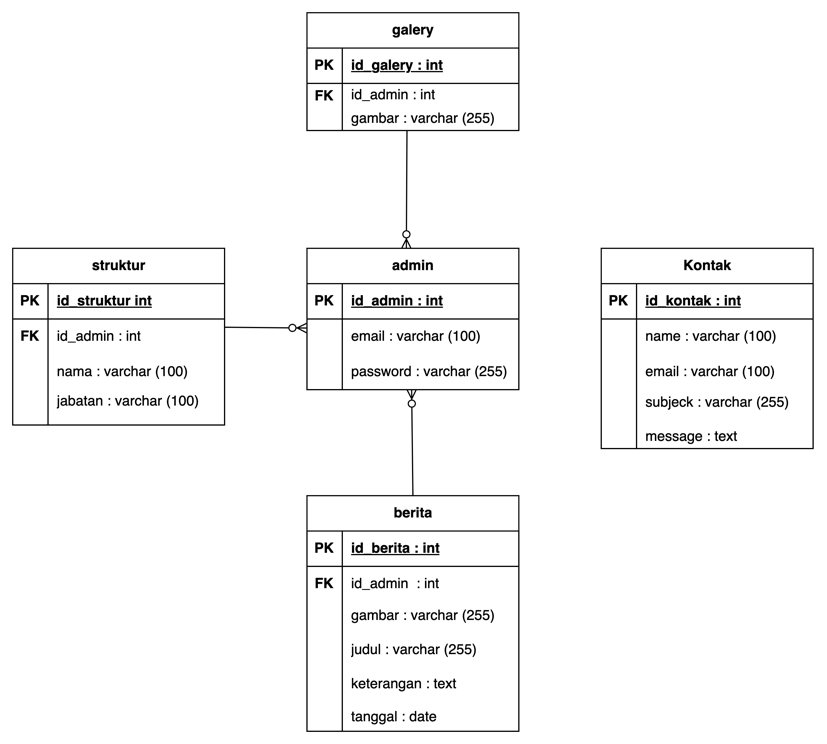 galery
PK id_galery : int
FK id_admin : int
gambar : varchar (255)
struktur
PK id_struktur int
FK id_admin : int
nama : varchar (100)
jabatan : varchar (100)
admin
PK id_admin : int
email : varchar (100)
password : varchar (255)
Kontak
PK id_kontak : int
name : varchar (100)
email : varchar (100)
subjeck : varchar (255)
message : text
berita
PK id_berita : int
FK id_admin : int
gambar : varchar (255)
judul : varchar (255)
keterangan : text
tanggal : date